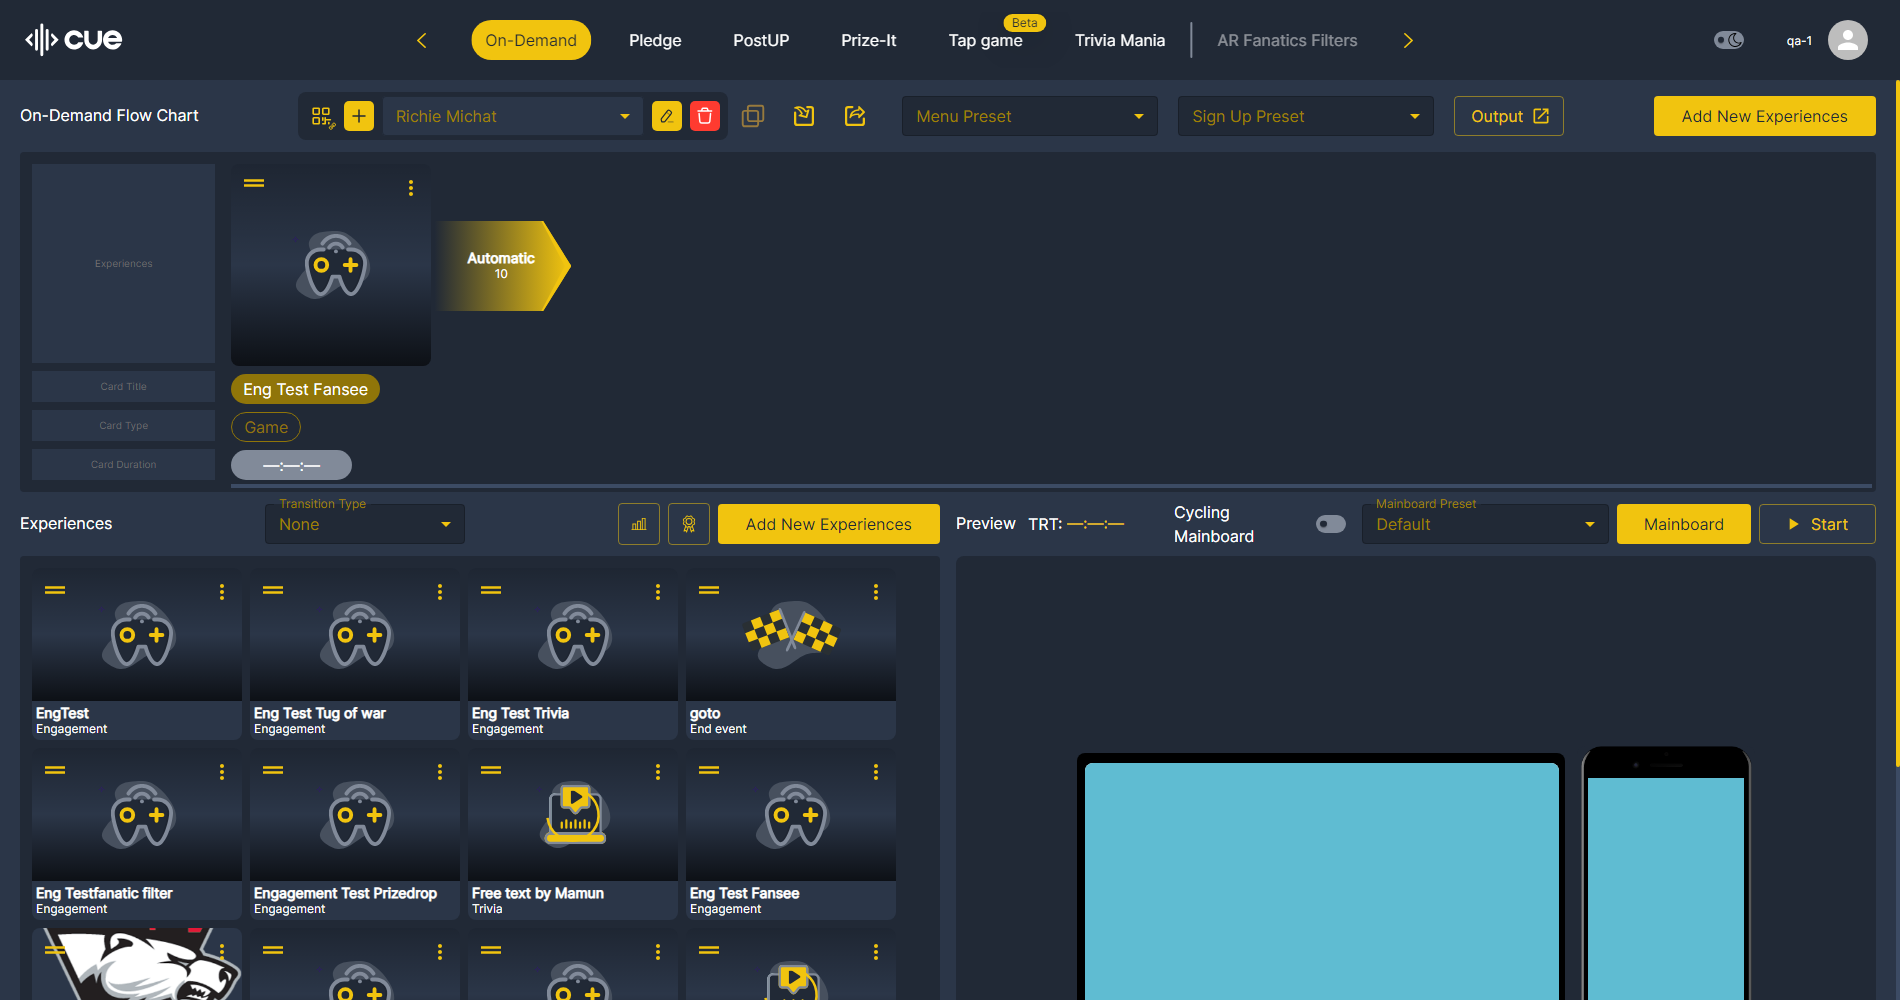 cue
On-Demand
Pledge
PostUP
Prize-It
Tap game
Beta
Trivia Mania
AR Fanatics Filters
qa-1
On-Demand Flow Chart
Richie Michat
Menu Preset
Sign Up Preset
Output
Add New Experiences
Experiences
Automatic
10
Card Title
Eng Test Fansee
Card Type
Game
Card Duration
—:—:—
Experiences
Transition Type
None
Add New Experiences
Preview
TRT: —:—:—
Cycling
Mainboard
Mainboard Preset
Default
Mainboard
Start
EngTest
Engagement
Eng Test Tug of war
Engagement
Eng Test Trivia
Engagement
goto
End event
Eng Testfanatic filter
Engagement
Engagement Test Prizedrop
Engagement
Free text by Mamun
Trivia
Eng Test Fansee
Engagement